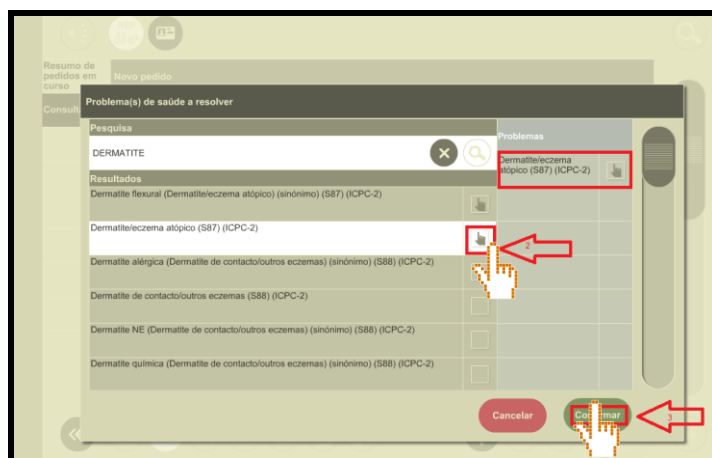 Resumo de
pedidos em
curso
Novo pedido
Consult
Problema(s) de saúde a resolver
Pesquisa
DERMATITE
Problemas
Dermatite/eczema
atópico (S87) (ICPC-2)
Resultados
Dermatite flexural (Dermatite/eczema atópico) (sinónimo) (S87) (ICPC-2)
Dermatite/eczema atópico (S87) (ICPC-2)
2
Dermatite alérgica (Dermatite de contacto/outros eczemas) (sinónimo) (S88) (ICPC-2)
Dermatite de contacto/outros eczemas (S88) (ICPC-2)
Dermatite NE (Dermatite de contacto/outros eczemas) (sinónimo) (S88) (ICPC-2)
Dermatite química (Dermatite de contacto/outros eczemas) (sinónimo) (S88) (ICPC-2)
Cancelar
Confirmar
3